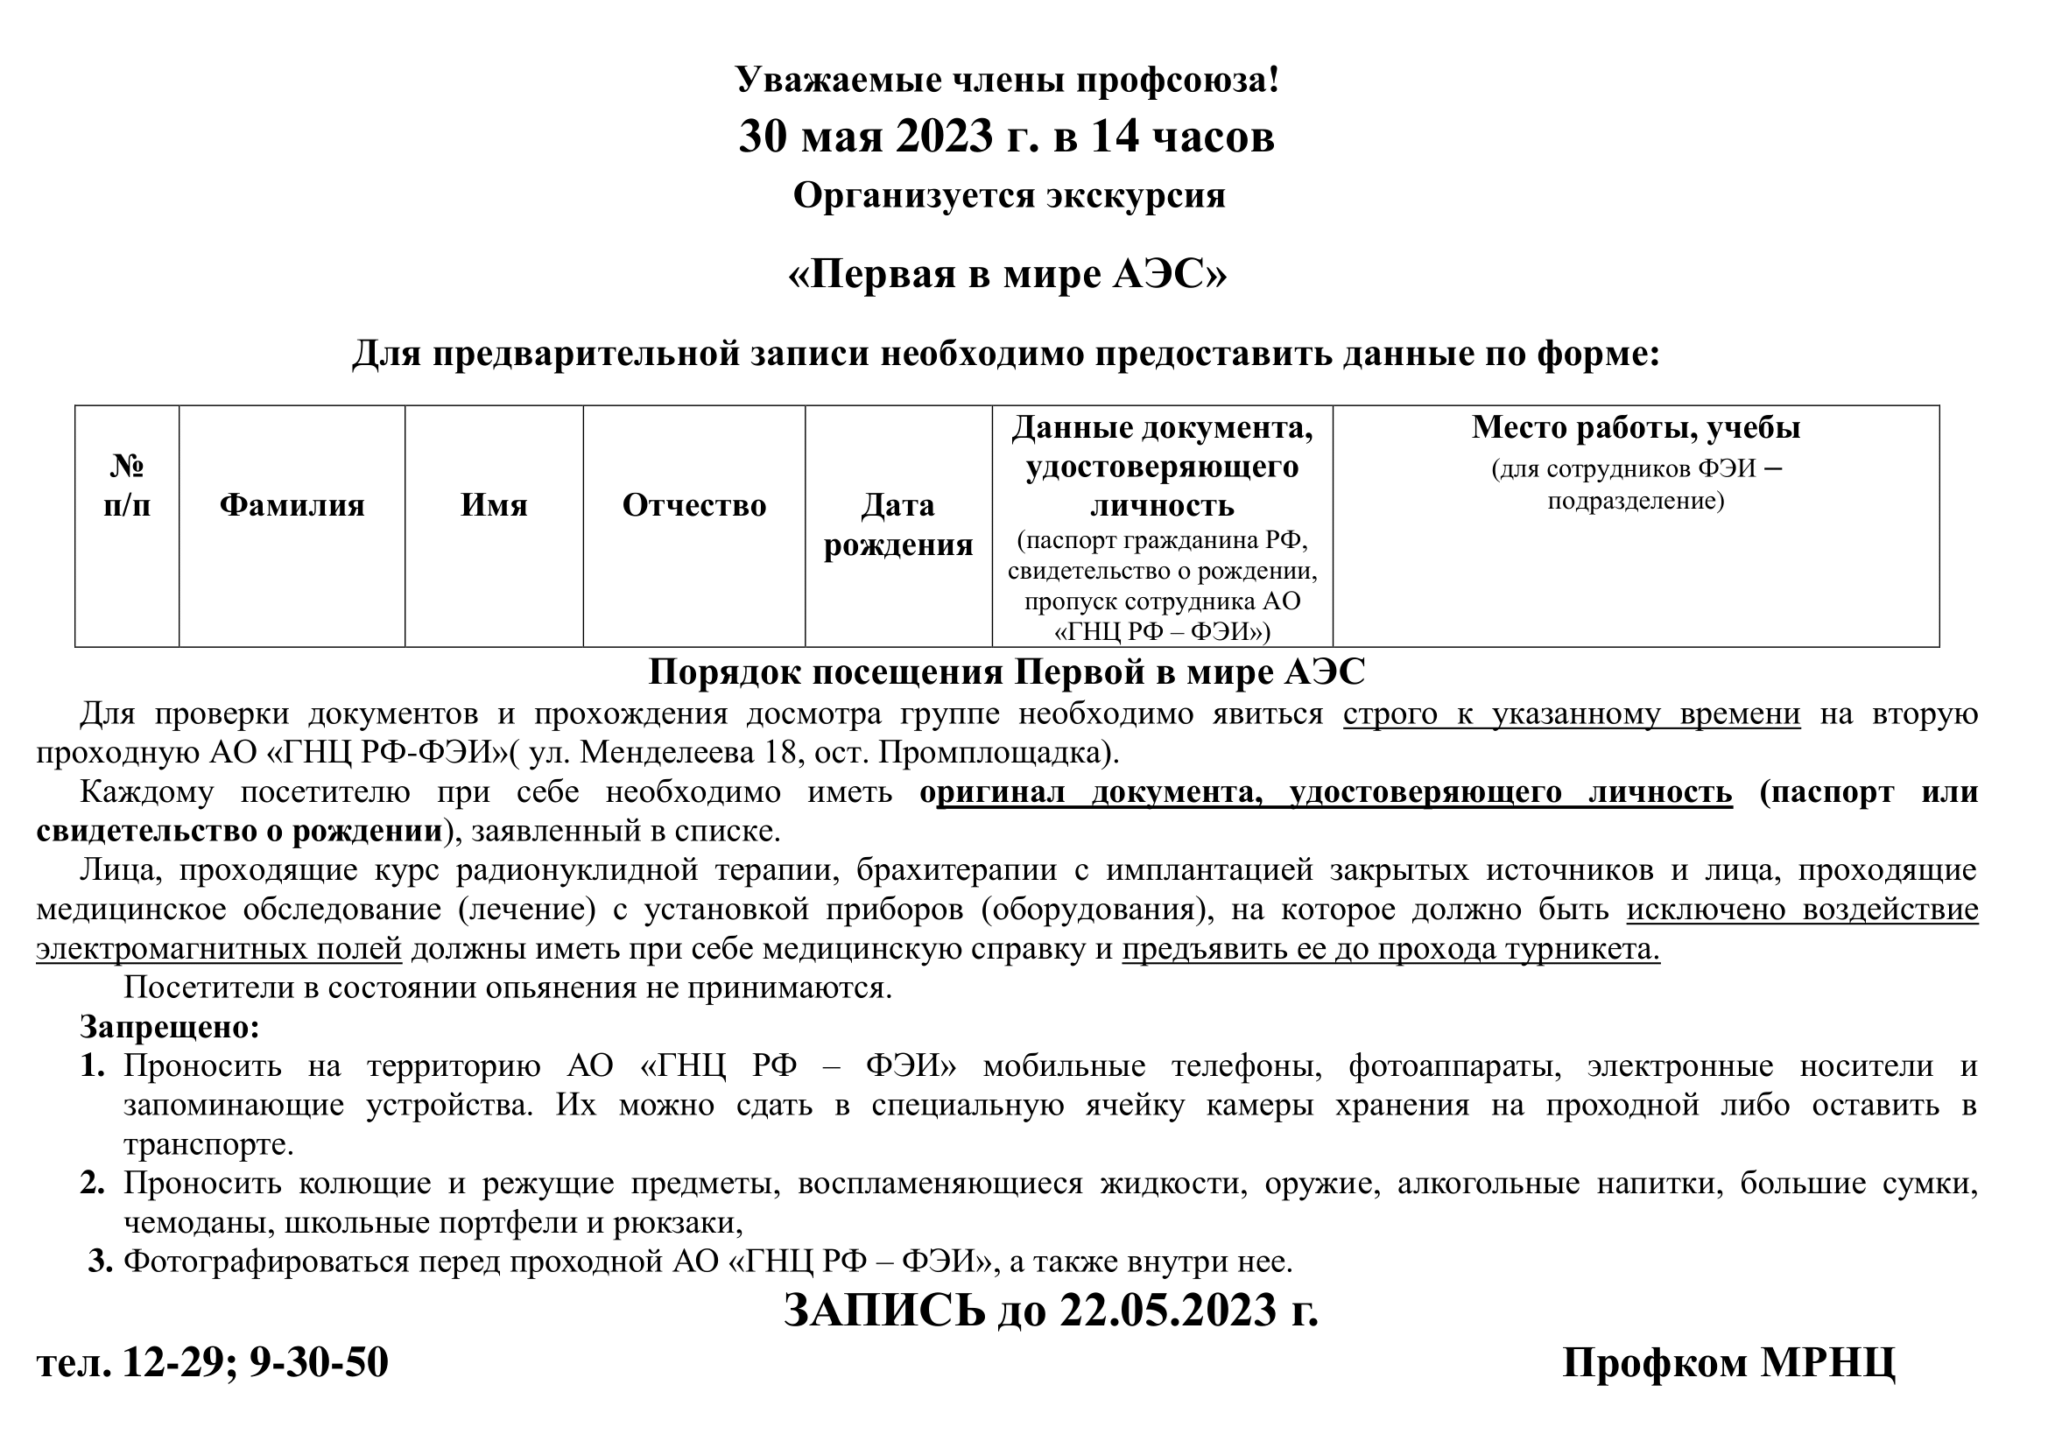 Уважаемые члены профсоюза!
30 мая 2023 г. в 14 часов
Организуется экскурсия
«Первая в мире АЭС»
Для предварительной записи необходимо предоставить данные по форме:
№
п/п
Фамилия
Имя
Отчество
Дата
рождения
Данные документа,
удостоверяющего
личность
(паспорт гражданина РФ,
свидетельство о рождении,
пропуск сотрудника АО
«ГНЦ РФ – ФЭИ»)
Место работы, учебы
(для сотрудников ФЭИ –
подразделение)
Порядок посещения Первой в мире АЭС
Для проверки документов и прохождения досмотра группе необходимо явиться строго к указанному времени на вторую
проходную АО «ГНЦ РФ-ФЭИ»( ул. Менделеева 18, ост. Промплощадка).
Каждому посетителю при себе необходимо иметь оригинал документа, удостоверяющего личность (паспорт или
свидетельство о рождении), заявленный в списке.
Лица, проходящие курс радионуклидной терапии, брахитерапии с имплантацией закрытых источников и лица, проходящие
медицинское обследование (лечение) с установкой приборов (оборудования), на которое должно быть исключено воздействие
электромагнитных полей должны иметь при себе медицинскую справку и предъявить ее до прохода турникета.
Посетители в состоянии опьянения не принимаются.
Запрещено:
1. Проносить на территорию АО «ГНЦ РФ – ФЭИ» мобильные телефоны, фотоаппараты, электронные носители и
запоминающие устройства. Их можно сдать в специальную ячейку камеры хранения на проходной либо оставить в
транспорте.
2. Проносить колющие и режущие предметы, воспламеняющиеся жидкости, оружие, алкогольные напитки, большие сумки,
чемоданы, школьные портфели и рюкзаки,
3. Фотографироваться перед проходной АО «ГНЦ РФ – ФЭИ», а также внутри нее.
ЗАПИСЬ до 22.05.2023 г.
тел. 12-29; 9-30-50 Профком МРНЦ